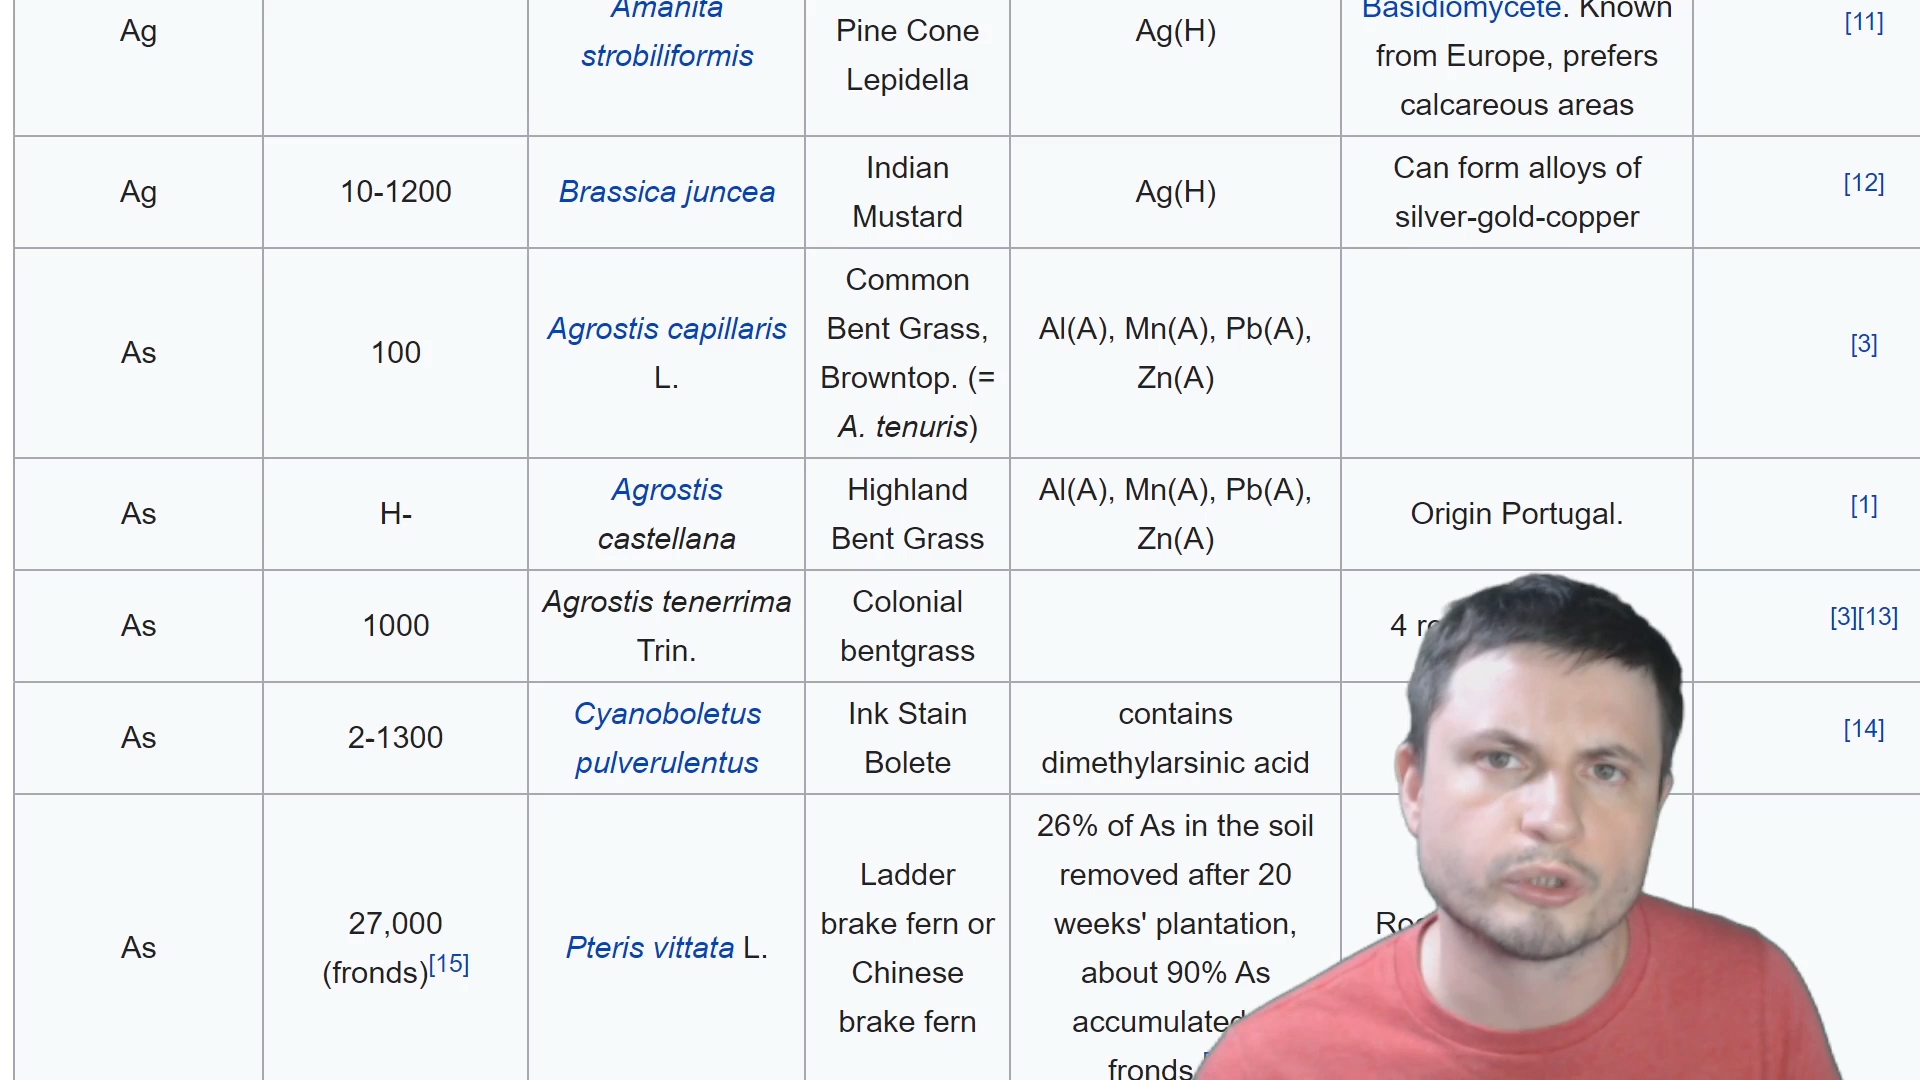 Ag
Amanita
strobiliformis
Pine Cone
Lepidella
Ag(H)
Basidiomycete. Known
from Europe, prefers
calcareous areas
[11]
Ag
10-1200
Brassica juncea
Indian
Mustard
Ag(H)
Can form alloys of
silver-gold-copper
[12]
As
100
Agrostis capillaris
L.
Common
Bent Grass,
Browntop. (=
A. tenuris)
Al(A), Mn(A), Pb(A),
Zn(A)
[3]
As
H-
Agrostis
castellana
Highland
Bent Grass
Al(A), Mn(A), Pb(A),
Zn(A)
Origin Portugal.
[1]
As
1000
Agrostis tenerrima
Trin.
Colonial
bentgrass
4
[3][13]
As
2-1300
Cyanoboletus
pulverulentus
Ink Stain
Bolete
contains
dimethylarsinic acid
[14]
As
27,000
(fronds)[15]
Pteris vittata L.
Ladder
brake fern or
Chinese
brake fern
26% of As in the soil
removed after 20
weeks' plantation,
about 90% As
accumulated
fronds